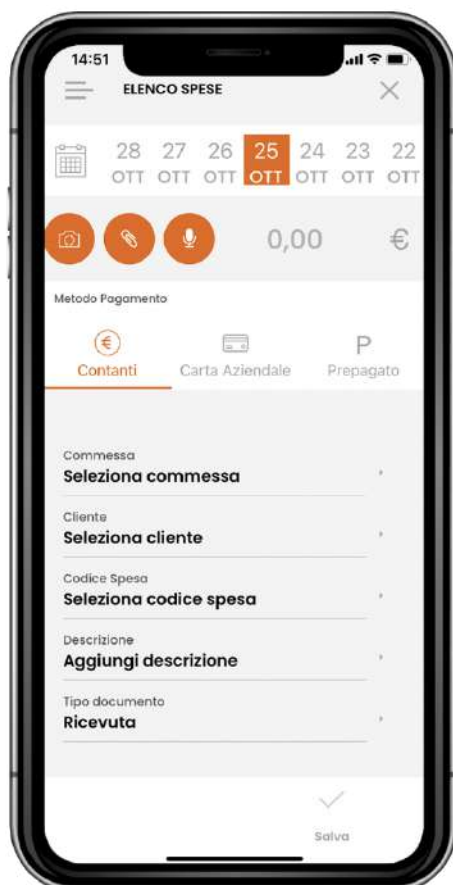 14:51
ELENCO SPESE
28 27 26 25 24 23 22
OTT OTT OTT OTT OTT OTT OTT
0,00 €
Metodo Pagamento
€ P
Contanti Carta Aziendale Prepagato
Commessa
Seleziona commessa
Cliente
Seleziona cliente
Codice Spesa
Seleziona codice spesa
Descrizione
Aggiungi descrizione
Tipo documento
Ricevuta
Salva